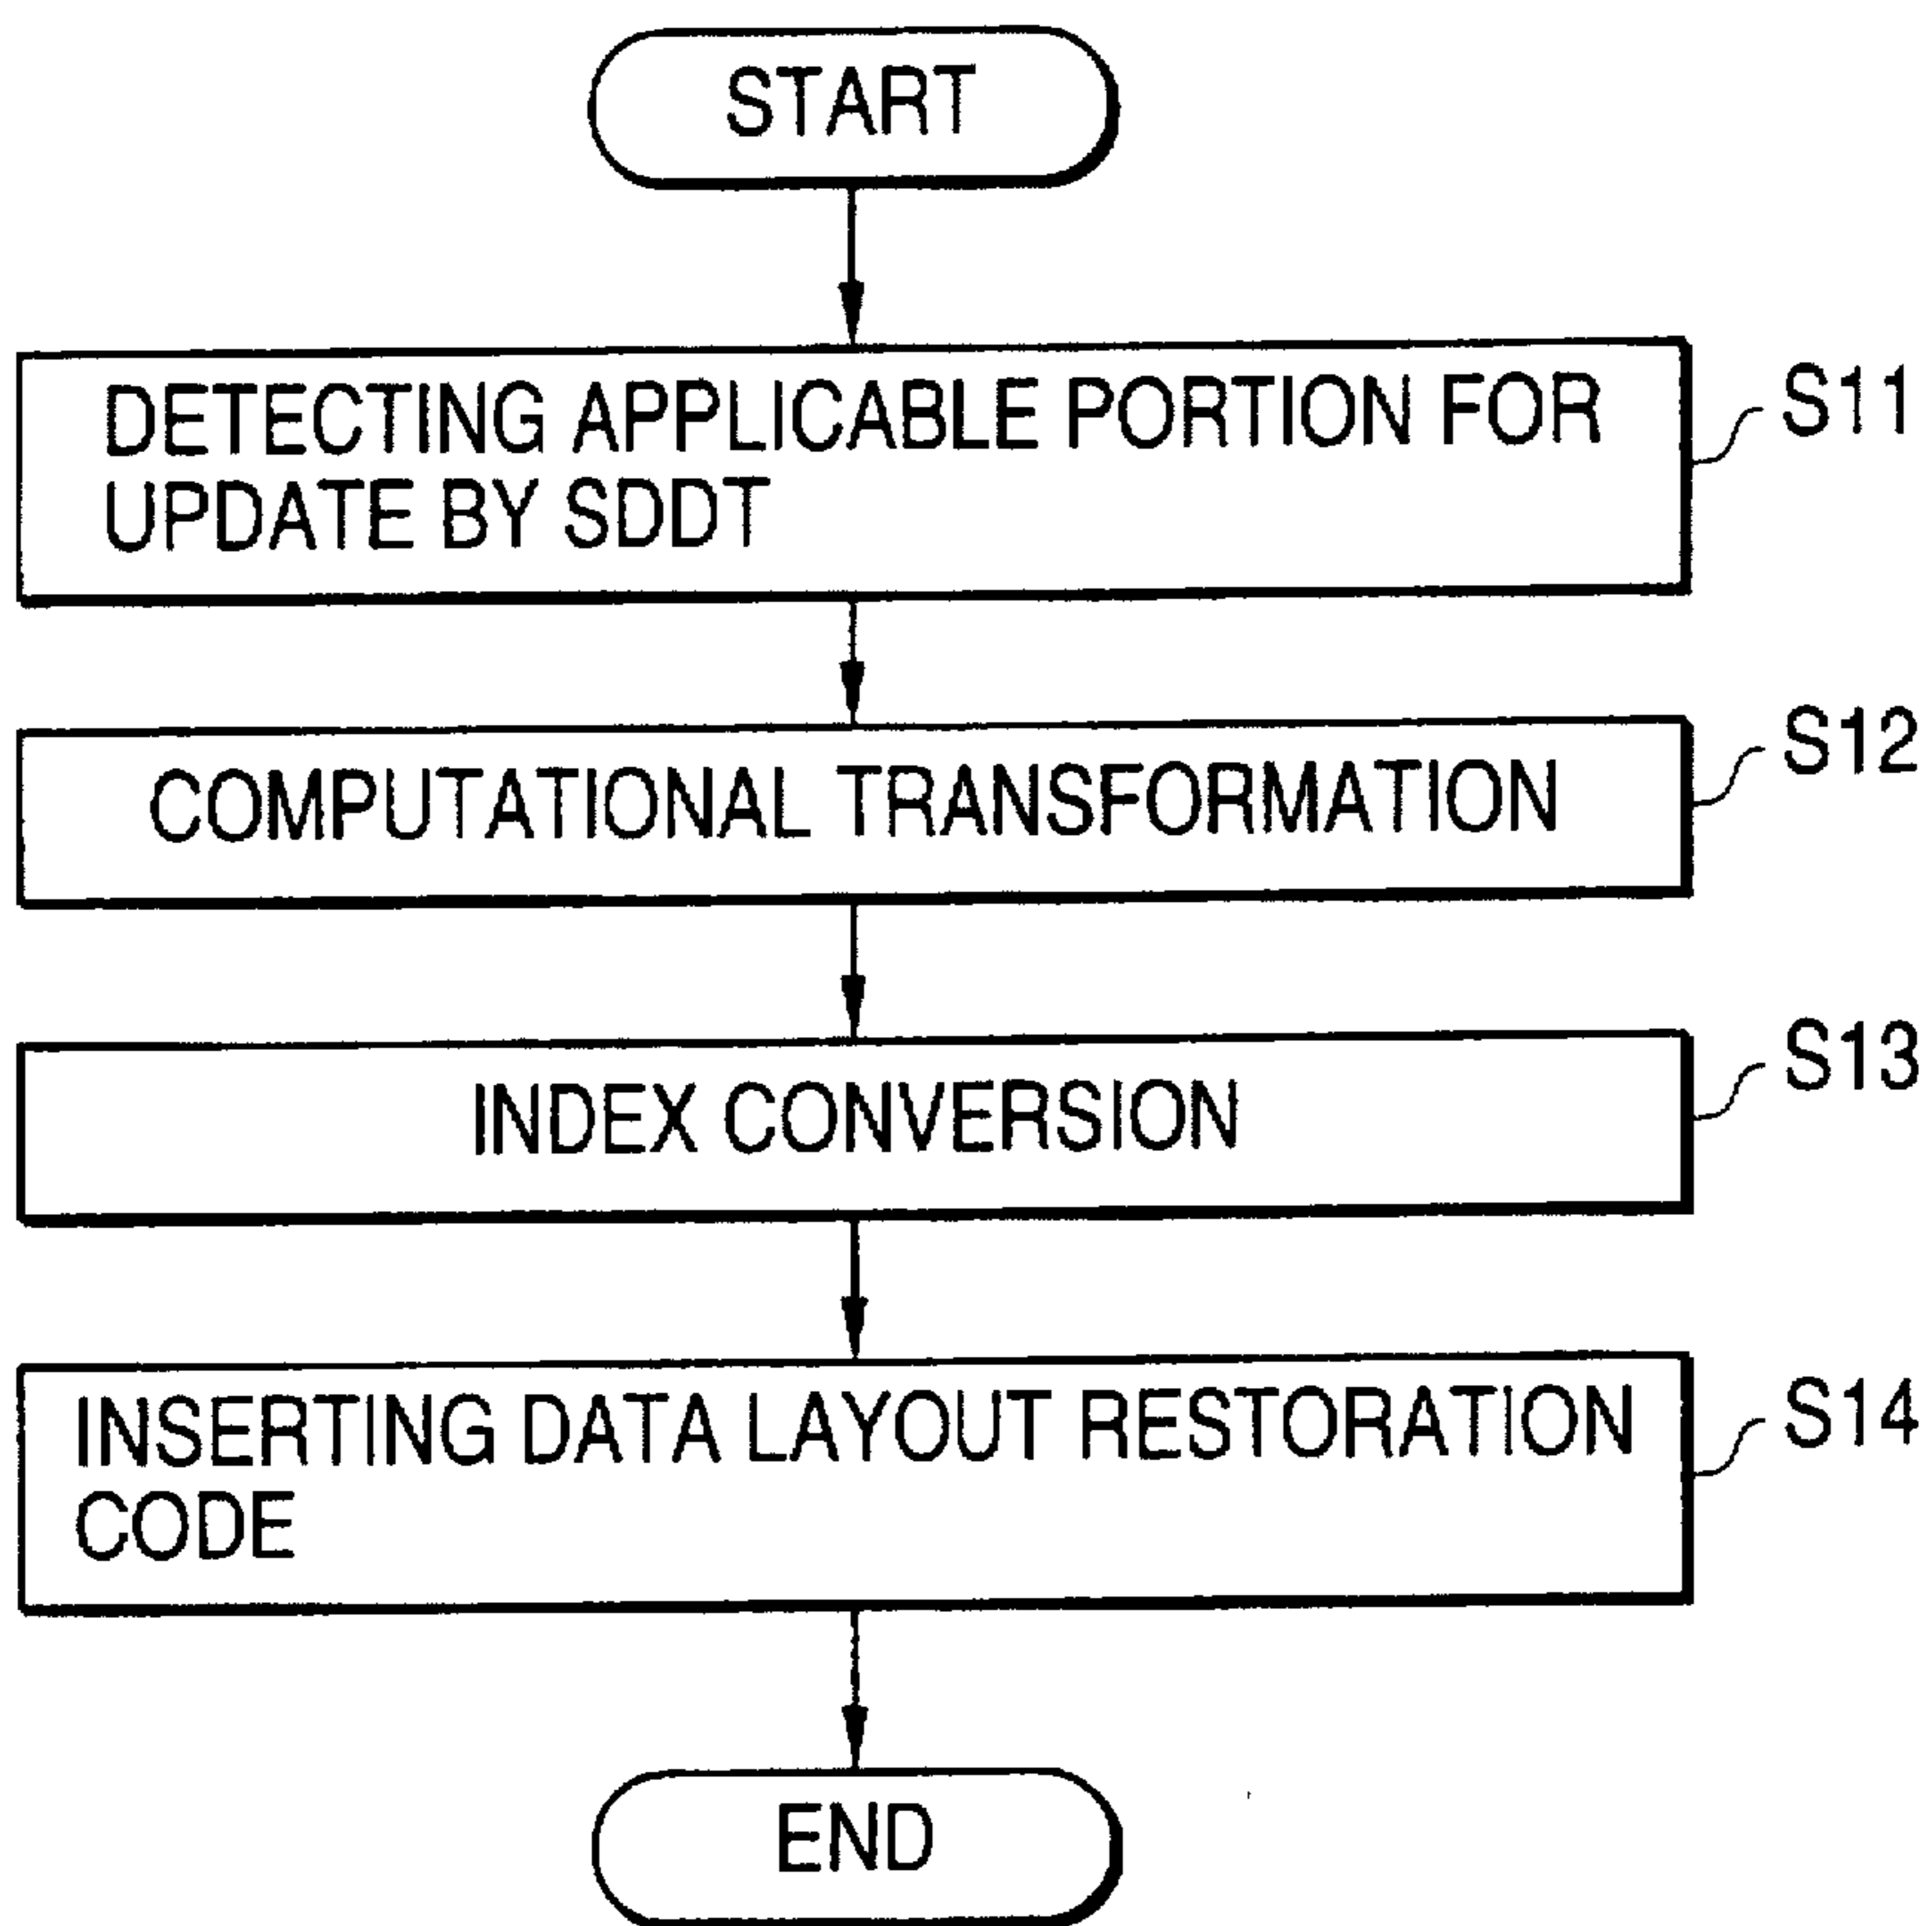 START
DETECTING APPLICABLE PORTION FOR
UPDATE BY SDDT
S11
COMPUTATIONAL TRANSFORMATION
S12
INDEX CONVERSION
S13
INSERTING DATA LAYOUT RESTORATION
CODE
S14
END